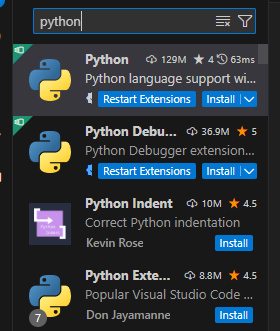 python
Python 129M ★ 4 63ms
Python language support wi...
Restart Extensions Install
Python Debu... 36.9M ★ 5
Python Debugger extension...
Restart Extensions Install
Python Indent 10M ★ 4.5
Correct Python indentation
Kevin Rose Install
Python Exte... 8.8M ★ 4.5
Popular Visual Studio Code ...
7 Don Jayamanne Install